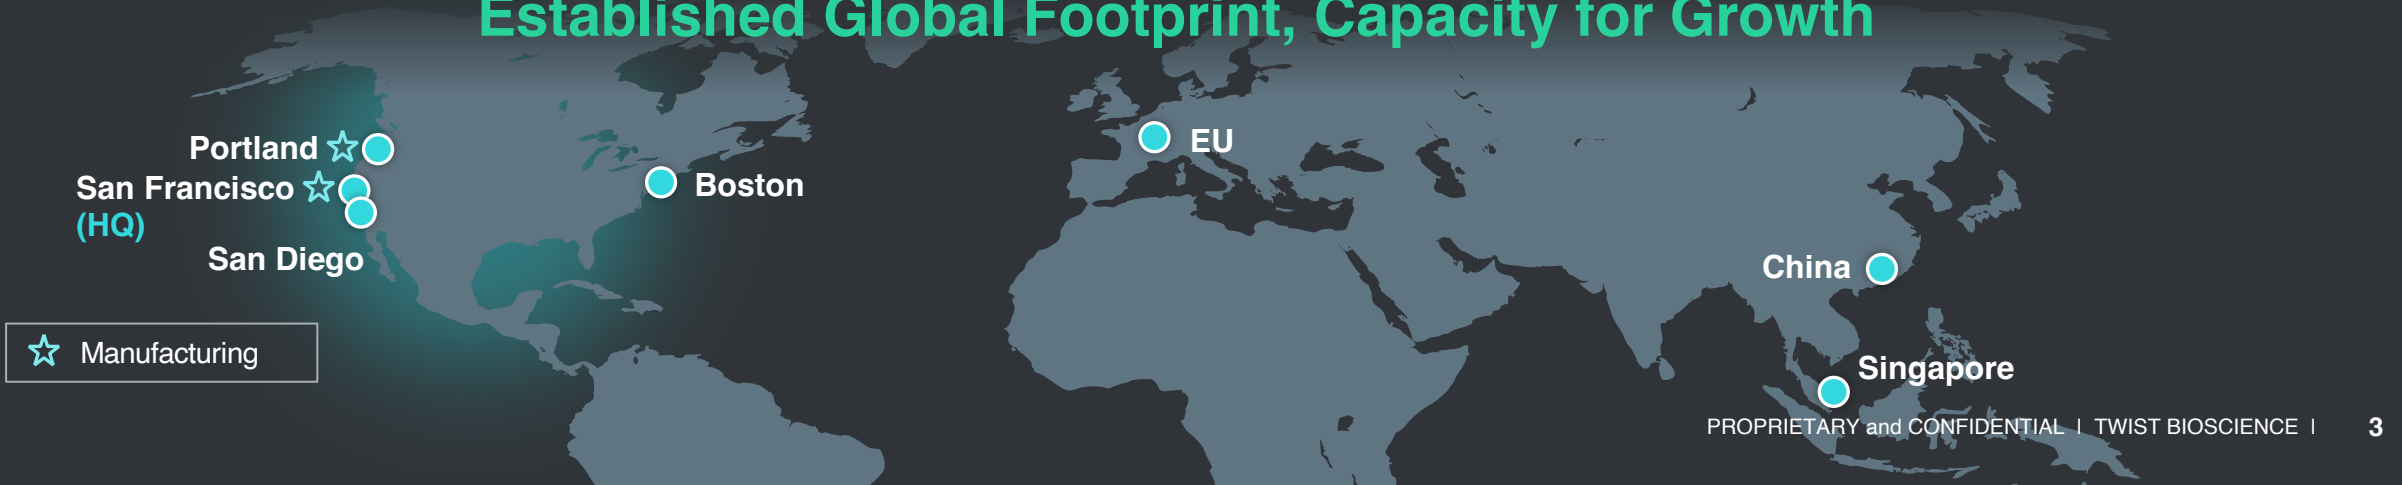 Established Global Footprint, Capacity for Growth
Portland
San Francisco
(HQ)
San Diego
Boston
EU
China
Singapore
Manufacturing
PROPRIETARY and CONFIDENTIAL | TWIST BIOSCIENCE | 3